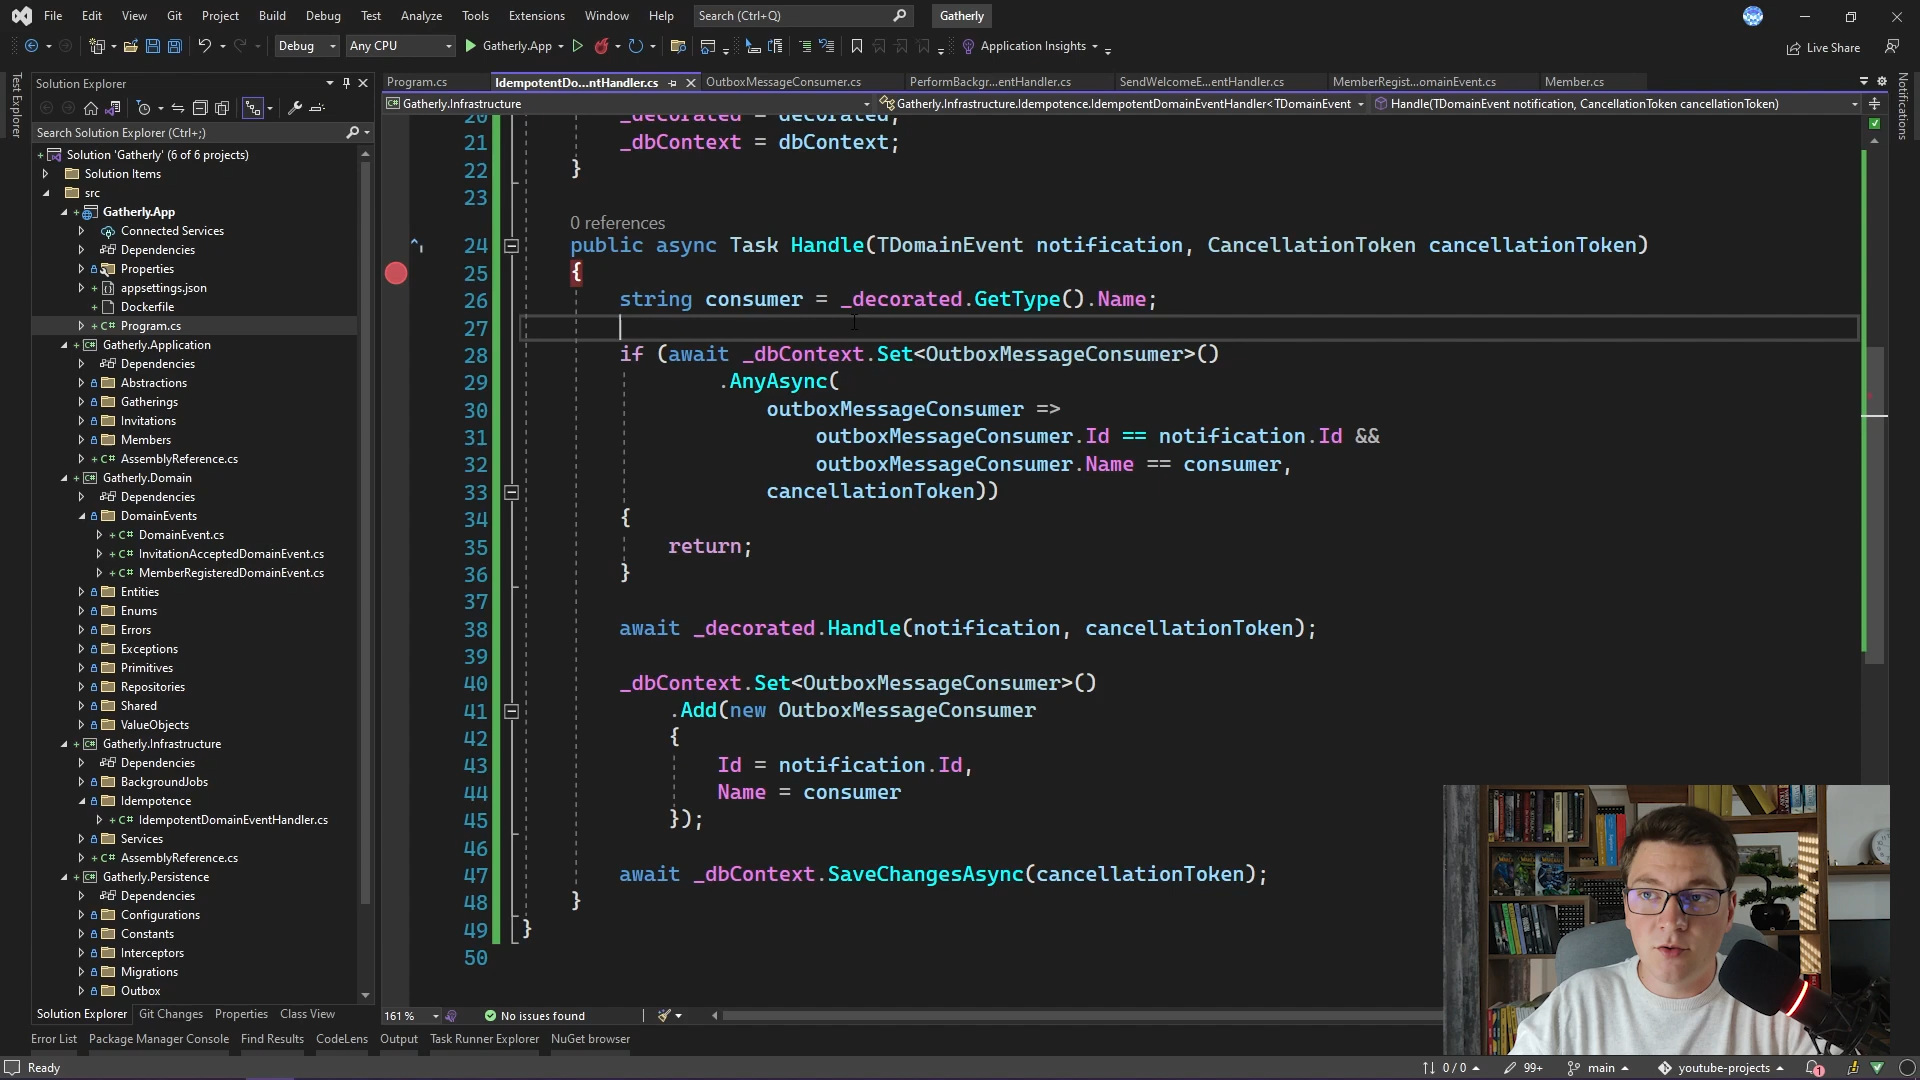 File Edit View Git Project Build Debug Test Analyze Tools Extensions Window Help Search (Ctrl+Q) Gatherly
Debug Any CPU Gatherly.App Application Insights Live Share
Test Explorer
Solution Explorer
Search Solution Explorer (Ctrl+;)
Solution 'Gatherly' (6 of 6 projects)
Solution Items
src
Gatherly.App
Connected Services
Dependencies
Properties
appsettings.json
Dockerfile
Program.cs
Gatherly.Application
Dependencies
Abstractions
Gatherings
Invitations
Members
AssemblyReference.cs
Gatherly.Domain
Dependencies
DomainEvents
DomainEvent.cs
InvitationAcceptedDomainEvent.cs
MemberRegisteredDomainEvent.cs
Entities
Enums
Errors
Exceptions
Primitives
Repositories
Shared
ValueObjects
Gatherly.Infrastructure
Dependencies
BackgroundJobs
Idempotence
IdempotentDomainEventHandler.cs
Services
AssemblyReference.cs
Gatherly.Persistence
Dependencies
Configurations
Constants
Interceptors
Migrations
Outbox
Solution Explorer Git Changes Properties Class View
Program.cs IdempotentDo...ntHandler.cs OutboxMessageConsumer.cs PerformBackgr...entHandler.cs SendWelcomeE...entHandler.cs MemberRegist...omainEvent.cs Member.cs
Gatherly.Infrastructure Gatherly.Infrastructure.Idempotence.IdempotentDomainEventHandler<TDomainEvent Handle(TDomainEvent notification, CancellationToken cancellationToken)
Notifications
20 _decorated = decorated;
21 _dbContext = dbContext;
22 }
23
0 references
24 public async Task Handle(TDomainEvent notification, CancellationToken cancellationToken)
25 {
26 string consumer = _decorated.GetType().Name;
27
28 if (await _dbContext.Set<OutboxMessageConsumer>()
29 .AnyAsync(
30 outboxMessageConsumer =>
31 outboxMessageConsumer.Id == notification.Id &&
32 outboxMessageConsumer.Name == consumer,
33 cancellationToken))
34 {
35 return;
36 }
37
38 await _decorated.Handle(notification, cancellationToken);
39
40 _dbContext.Set<OutboxMessageConsumer>()
41 .Add(new OutboxMessageConsumer
42 {
43 Id = notification.Id,
44 Name = consumer
45 });
46
47 await _dbContext.SaveChangesAsync(cancellationToken);
48 }
49 }
50
161 % No issues found
Error List Package Manager Console Find Results CodeLens Output Task Runner Explorer NuGet browser
Ready 0 / 0 99+ main youtube-projects 1